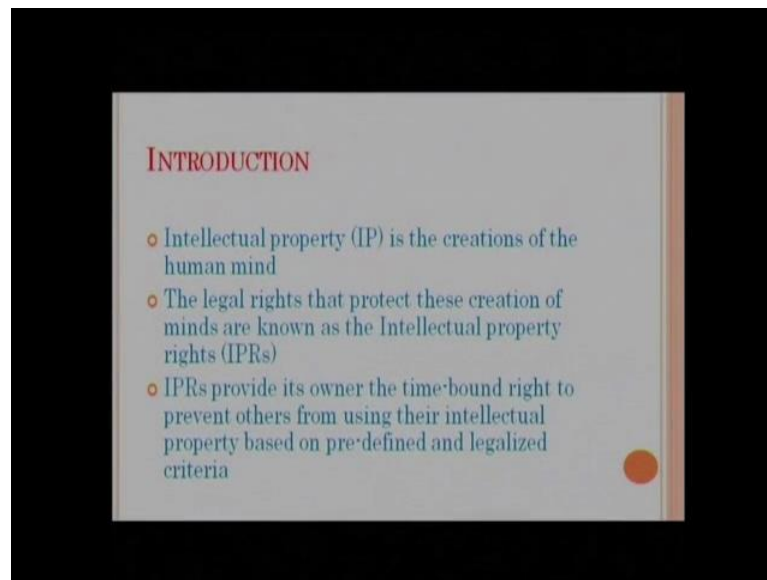 INTRODUCTION
Intellectual property (IP) is the creations of the
human mind
The legal rights that protect these creation of
minds are known as the Intellectual property
rights (IPRs)
IPRs provide its owner the time-bound right to
prevent others from using their intellectual
property based on pre-defined and legalized
criteria